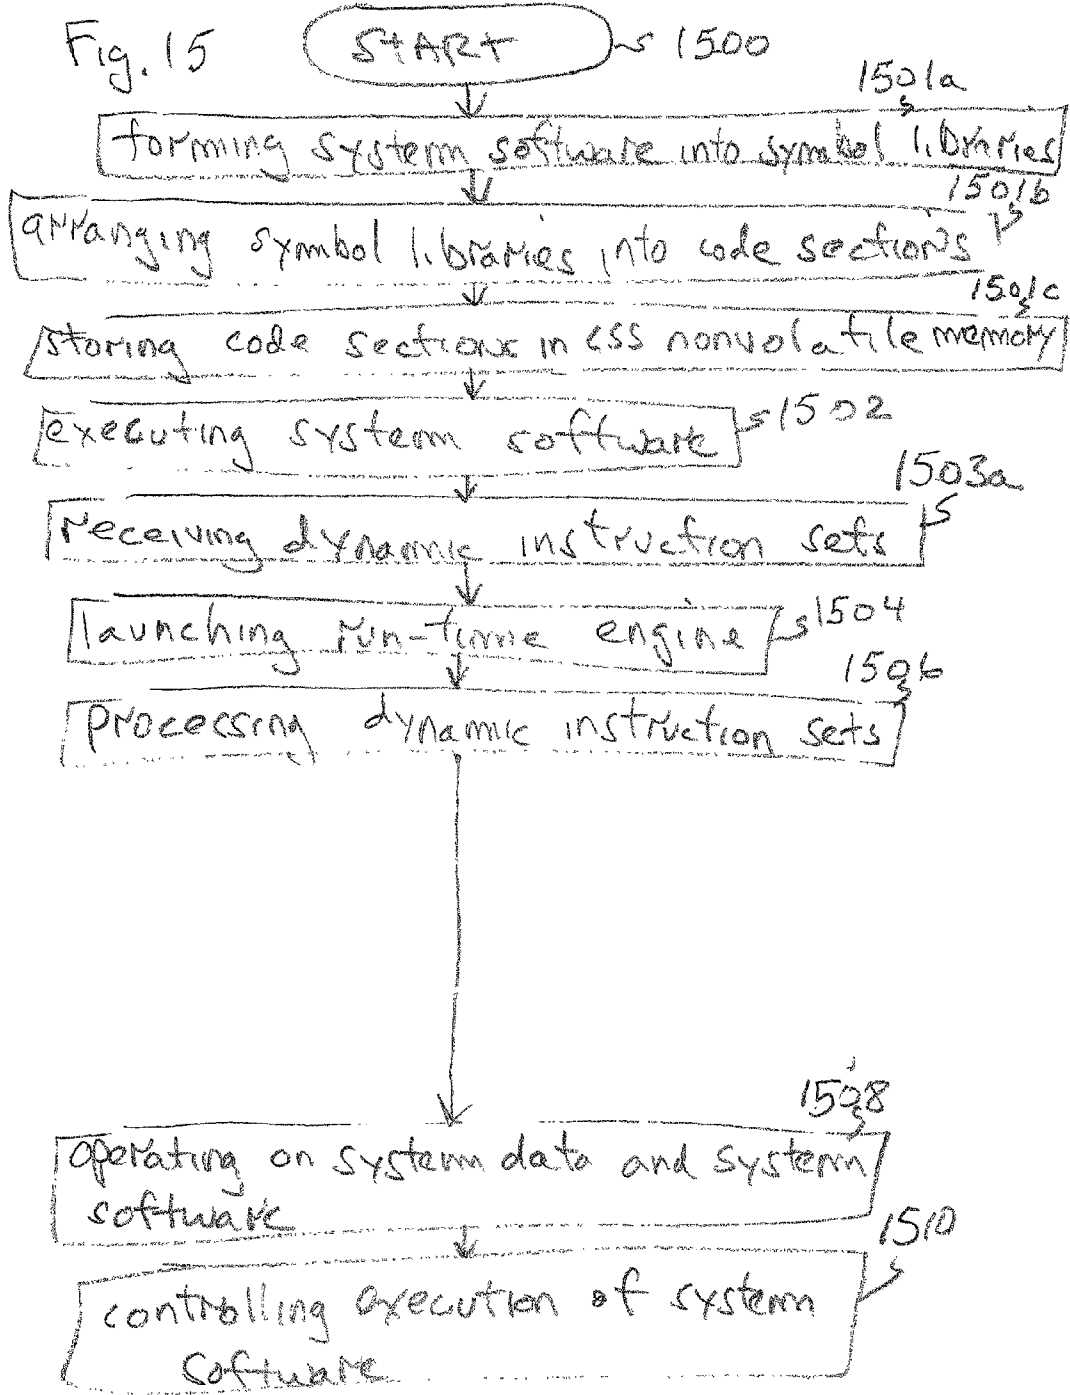 Fig. 15 START 1500
1501a
forming system software into symbol libraries
1501b
arranging symbol libraries into code sections
1501c
storing code sections in CSS nonvolatile memory
executing system software 1502
1503a
receiving dynamic instruction sets
launching run-time engine 1504
1506
processing dynamic instruction sets
1508
operating on system data and system
software
1510
controlling execution of system
software